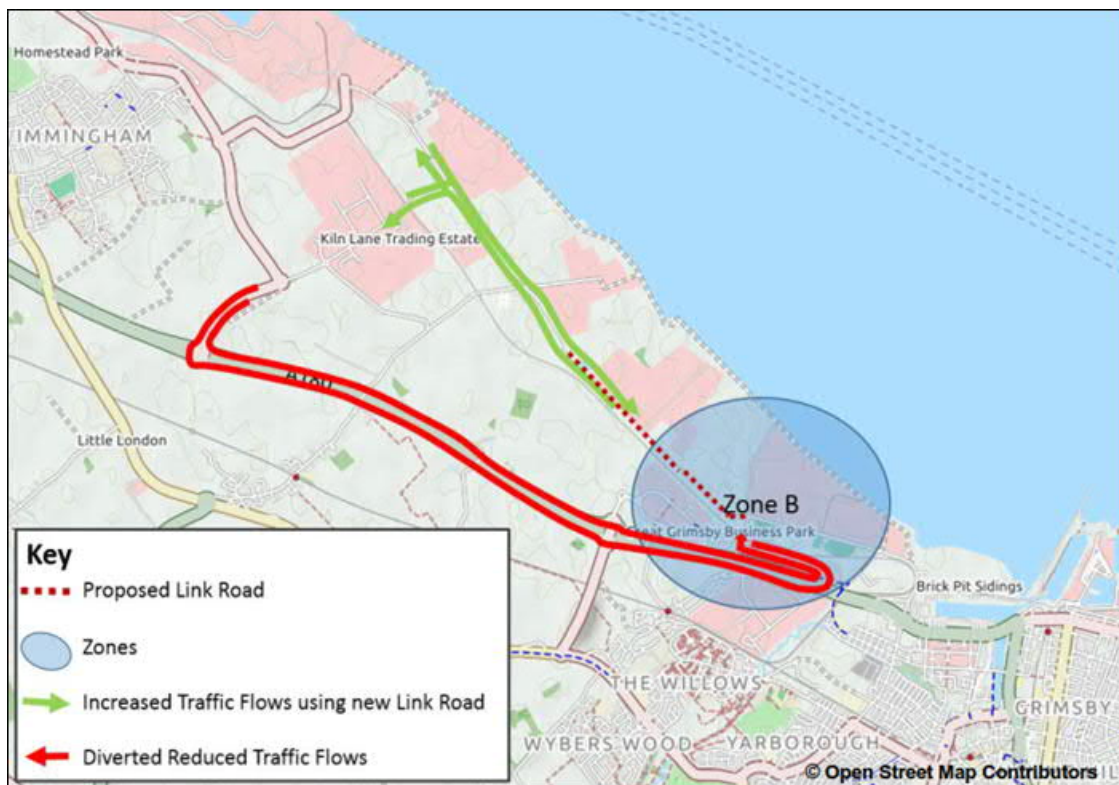 Homestead Park
IMMINGHAM
Kiln Lane Trading Estate
A180
Little London
Zone B
Great Grimsby Business Park
Brick Pit Sidings
THE WILLOWS
GRIMSBY
WYBERS WOOD
YARBOROUGH
Key
Proposed Link Road
Zones
Increased Traffic Flows using new Link Road
Diverted Reduced Traffic Flows
© Open Street Map Contributors